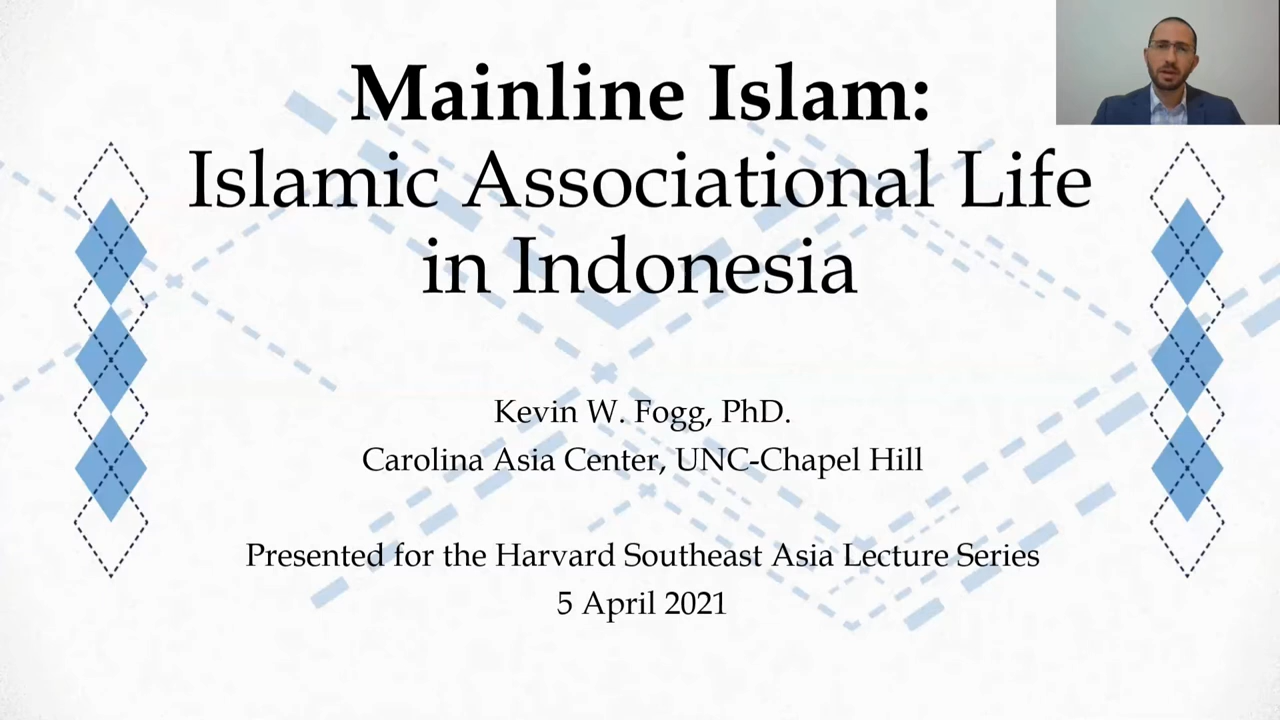 Mainline Islam:
Islamic Associational Life
in Indonesia
Kevin W. Fogg, PhD.
Carolina Asia Center, UNC-Chapel Hill
Presented for the Harvard Southeast Asia Lecture Series
5 April 2021